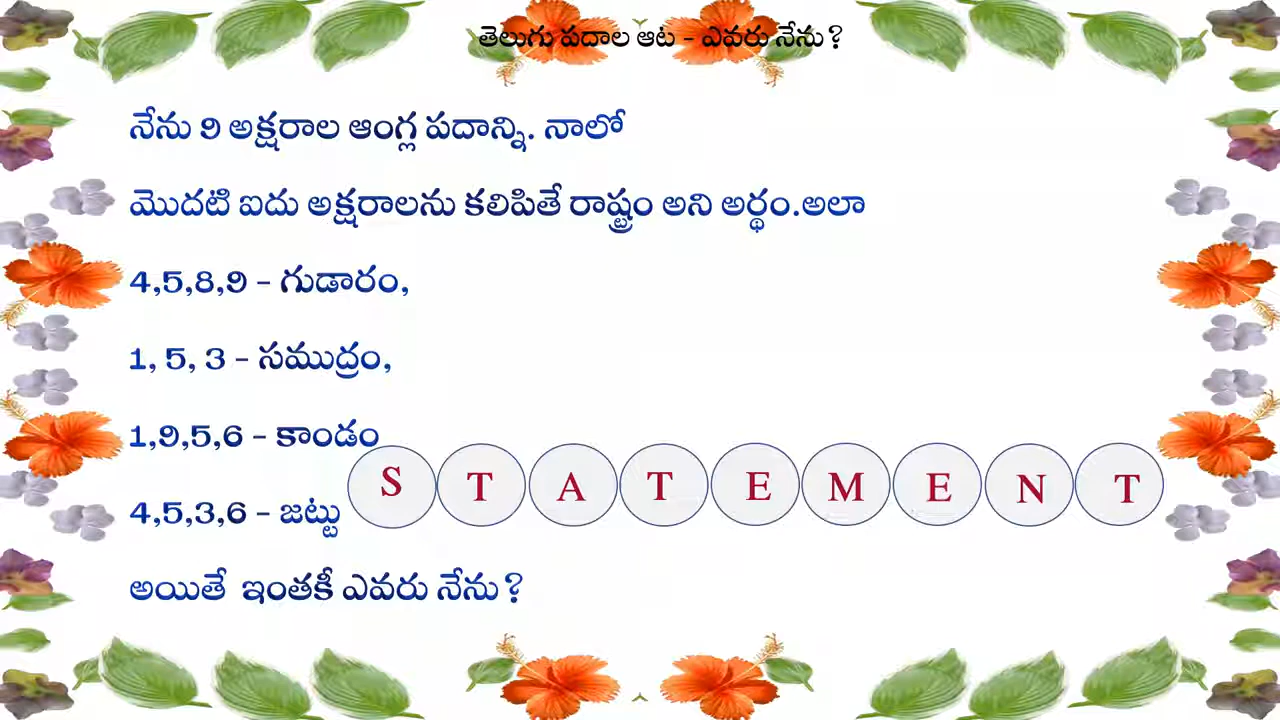 తెలుగు పదాల ఆట - ఎవరు నేను?
నేను 9 అక్షరాల ఆంగ్ల పదాన్ని. నాలో
మొదటి ఐదు అక్షరాలను కలిపితే రాష్ట్రం అని అర్థం.అలా
4,5,8,9 - గుడారం,
1, 5, 3 - సముద్రం,
1,9,5,6 - కాండం
4,5,3,6 - జట్టు
S T A T E M E N T
అయితే ఇంతకీ ఎవరు నేను?